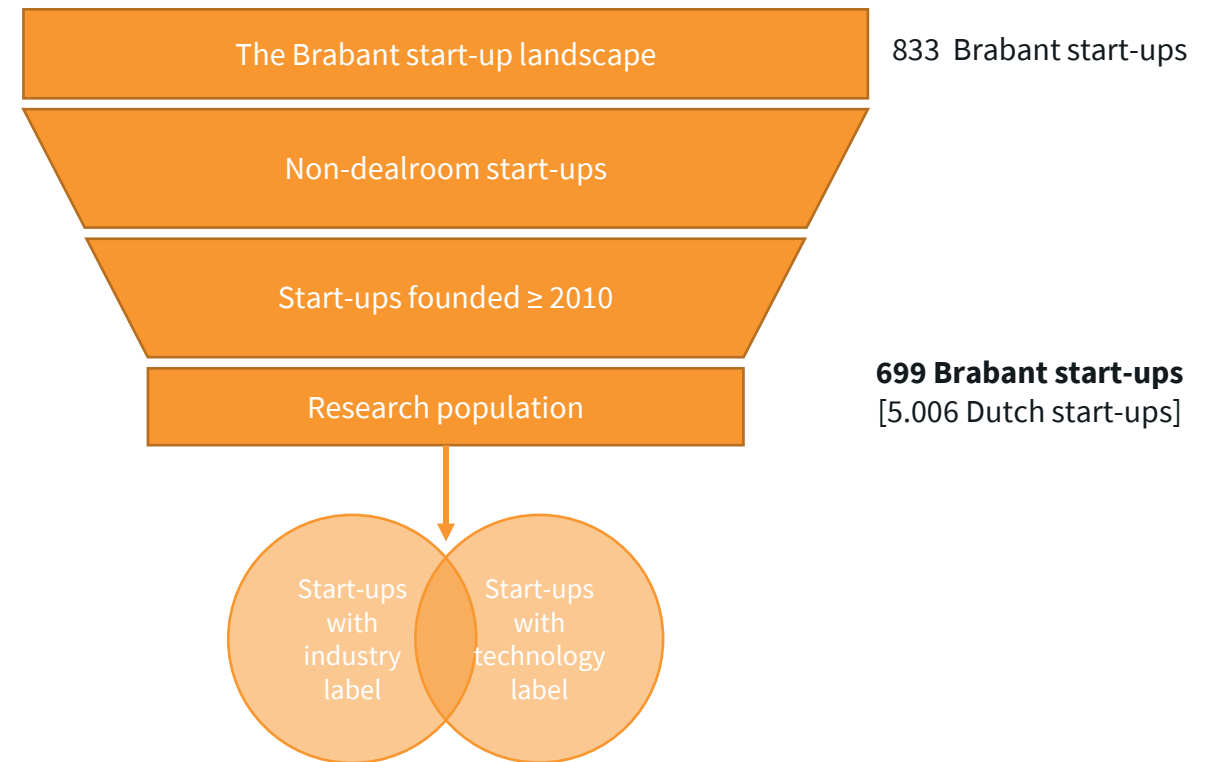 The Brabant start-up landscape
833 Brabant start-ups
Non-dealroom start-ups
Start-ups founded ≥ 2010
699 Brabant start-ups
[5.006 Dutch start-ups]
Research population
Start-ups
with
industry
label
Start-ups
with
technology
label